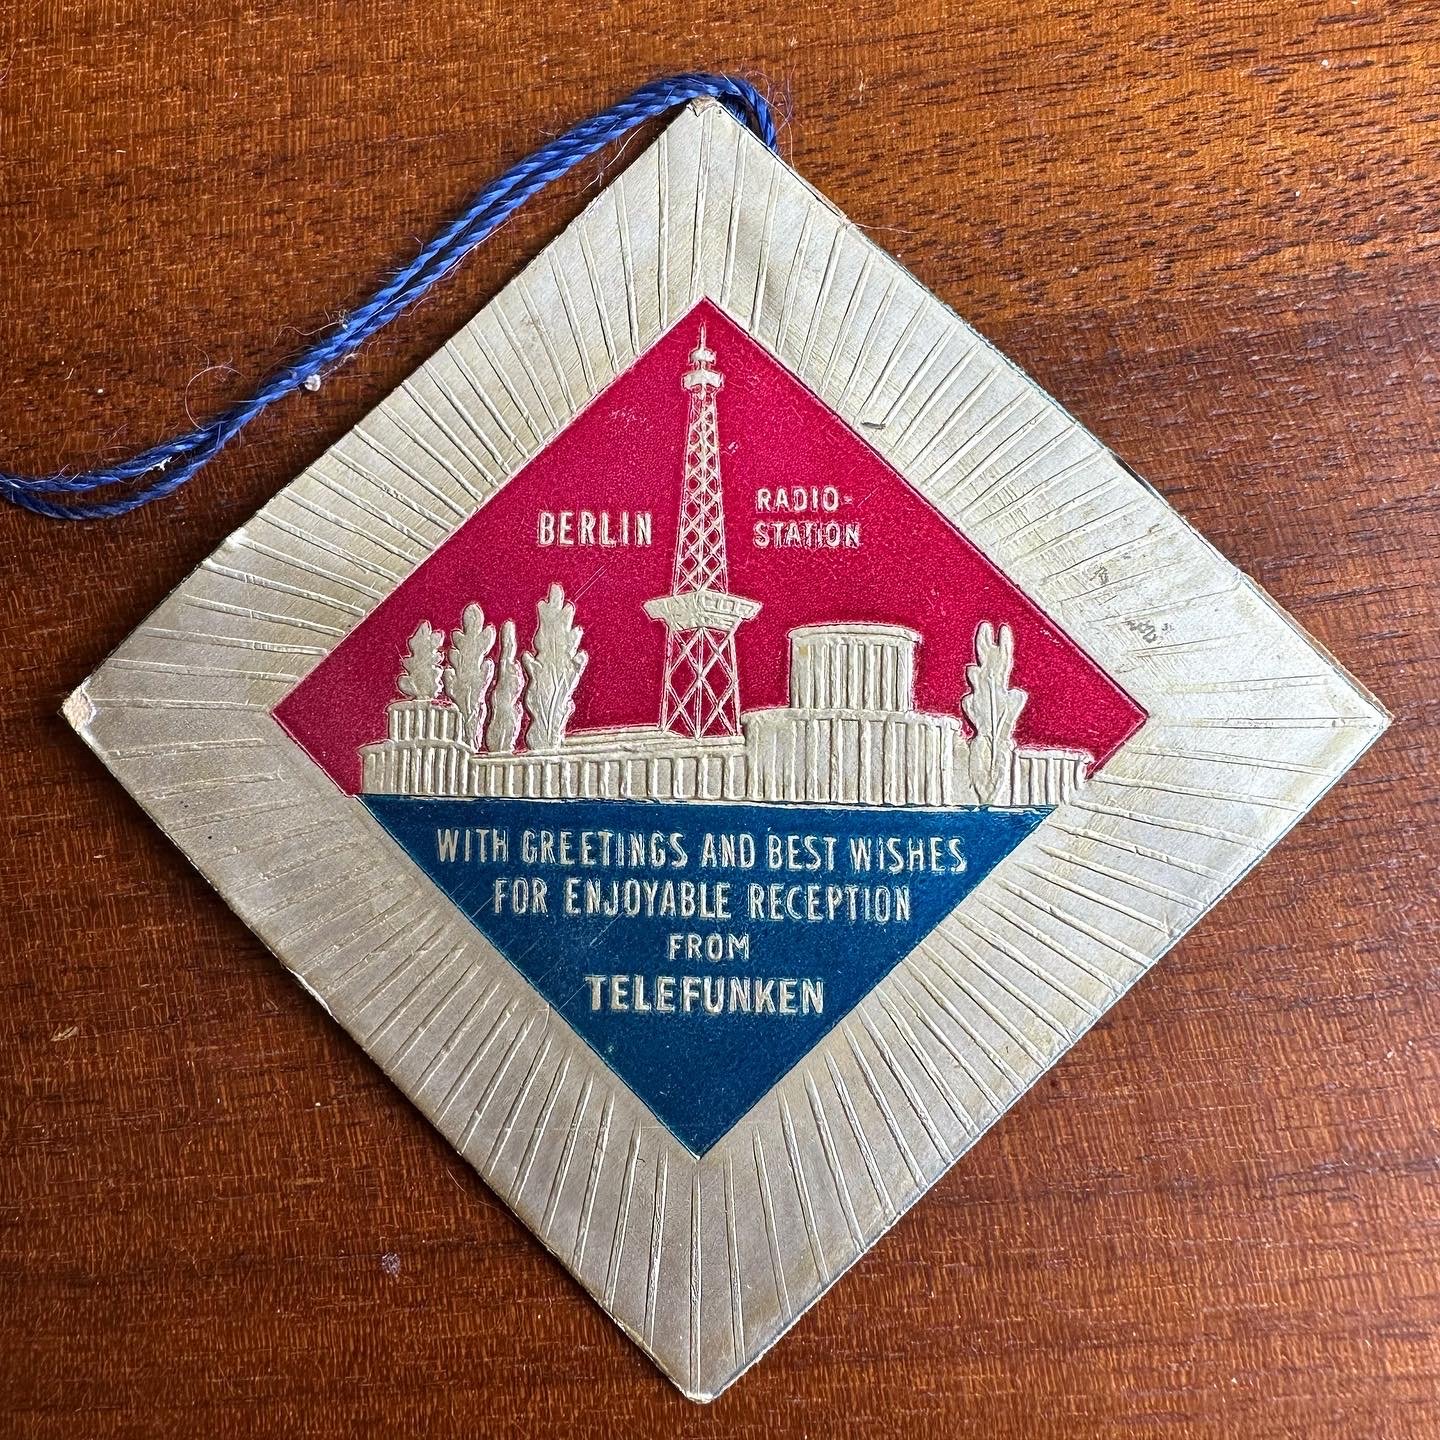 BERLIN
RADIO-
STATION
WITH GREETINGS AND BEST WISHES
FOR ENJOYABLE RECEPTION
FROM
TELEFUNKEN